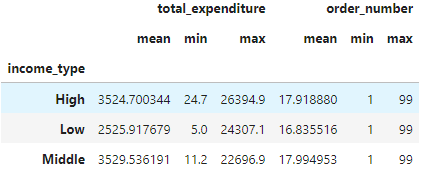 total_expenditure order_number
mean min max mean min max
income_type
High 3524.700344 24.7 26394.9 17.918880 1 99
Low 2525.917679 5.0 24307.1 16.835516 1 99
Middle 3529.536191 11.2 22696.9 17.994953 1 99